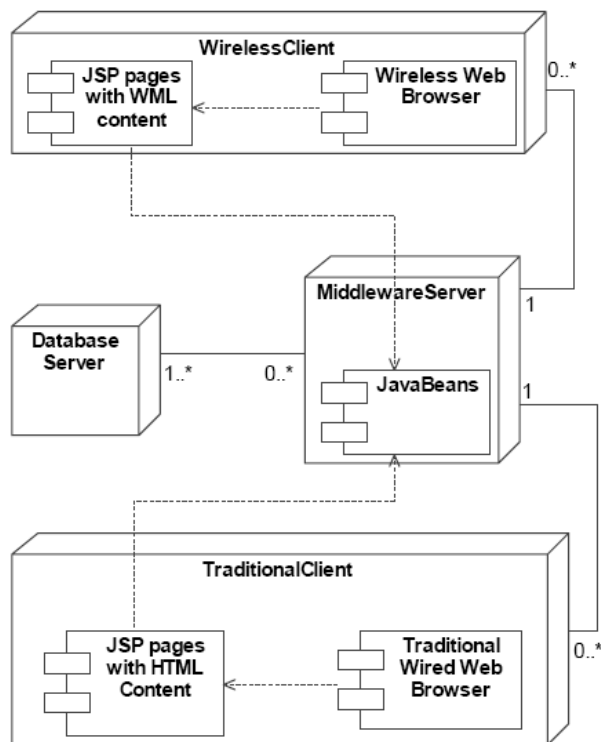 WirelessClient
JSP pages
with WML
content
Wireless Web
Browser
0..*
MiddlewareServer
1
Database
Server
1..*
0..*
JavaBeans
1
TraditionalClient
JSP pages
with HTML
Content
Traditional
Wired Web
Browser
0..*